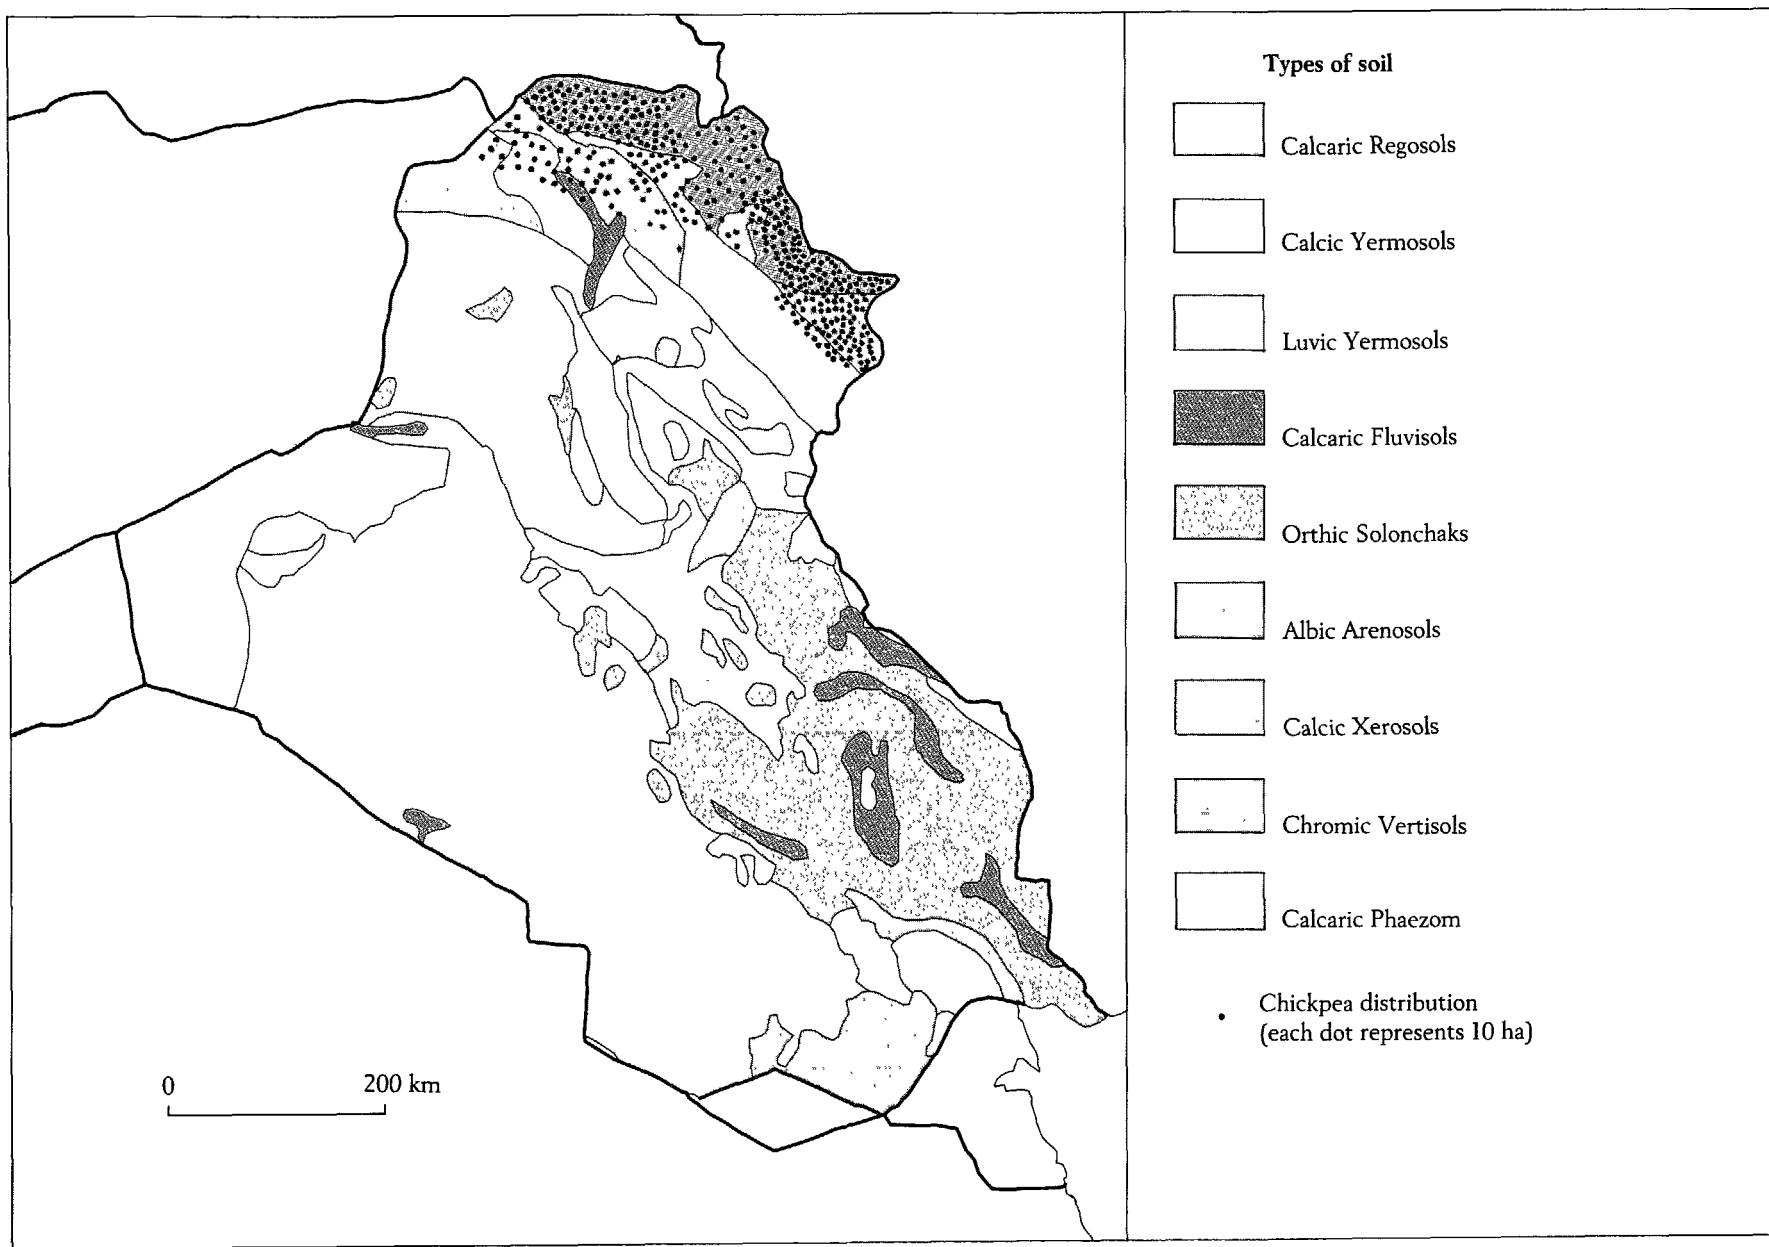 Types of soil
Calcaric Regosols
Calcic Yermosols
Luvic Yermosols
Calcaric Fluvisols
Orthic Solonchaks
Albic Arenosols
Calcic Xerosols
Chromic Vertisols
Calcaric Phaezom
Chickpea distribution
(each dot represents 10 ha)
0 200 km